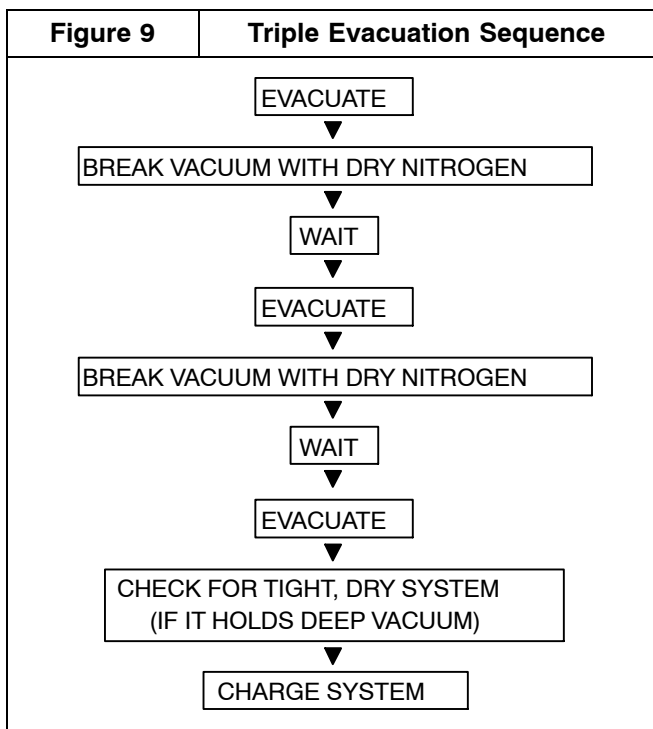 Figure 9
Triple Evacuation Sequence
EVACUATE
BREAK VACUUM WITH DRY NITROGEN
WAIT
EVACUATE
BREAK VACUUM WITH DRY NITROGEN
WAIT
EVACUATE
CHECK FOR TIGHT, DRY SYSTEM
(IF IT HOLDS DEEP VACUUM)
CHARGE SYSTEM